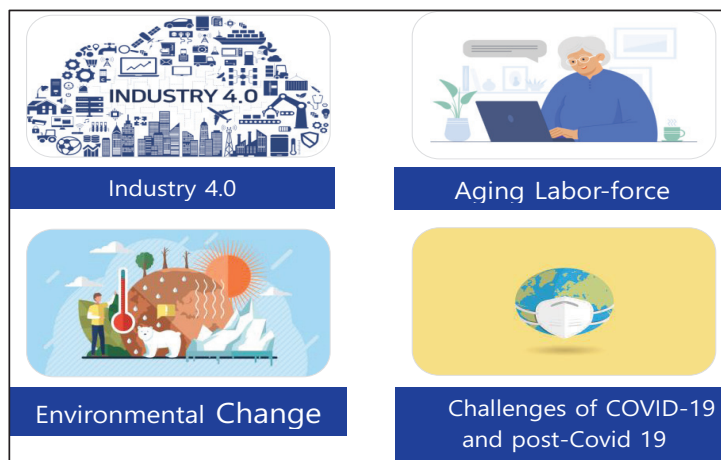 INDUSTRY 4.0
Industry 4.0
Aging Labor-force
Environmental Change
Challenges of COVID-19
and post-Covid 19